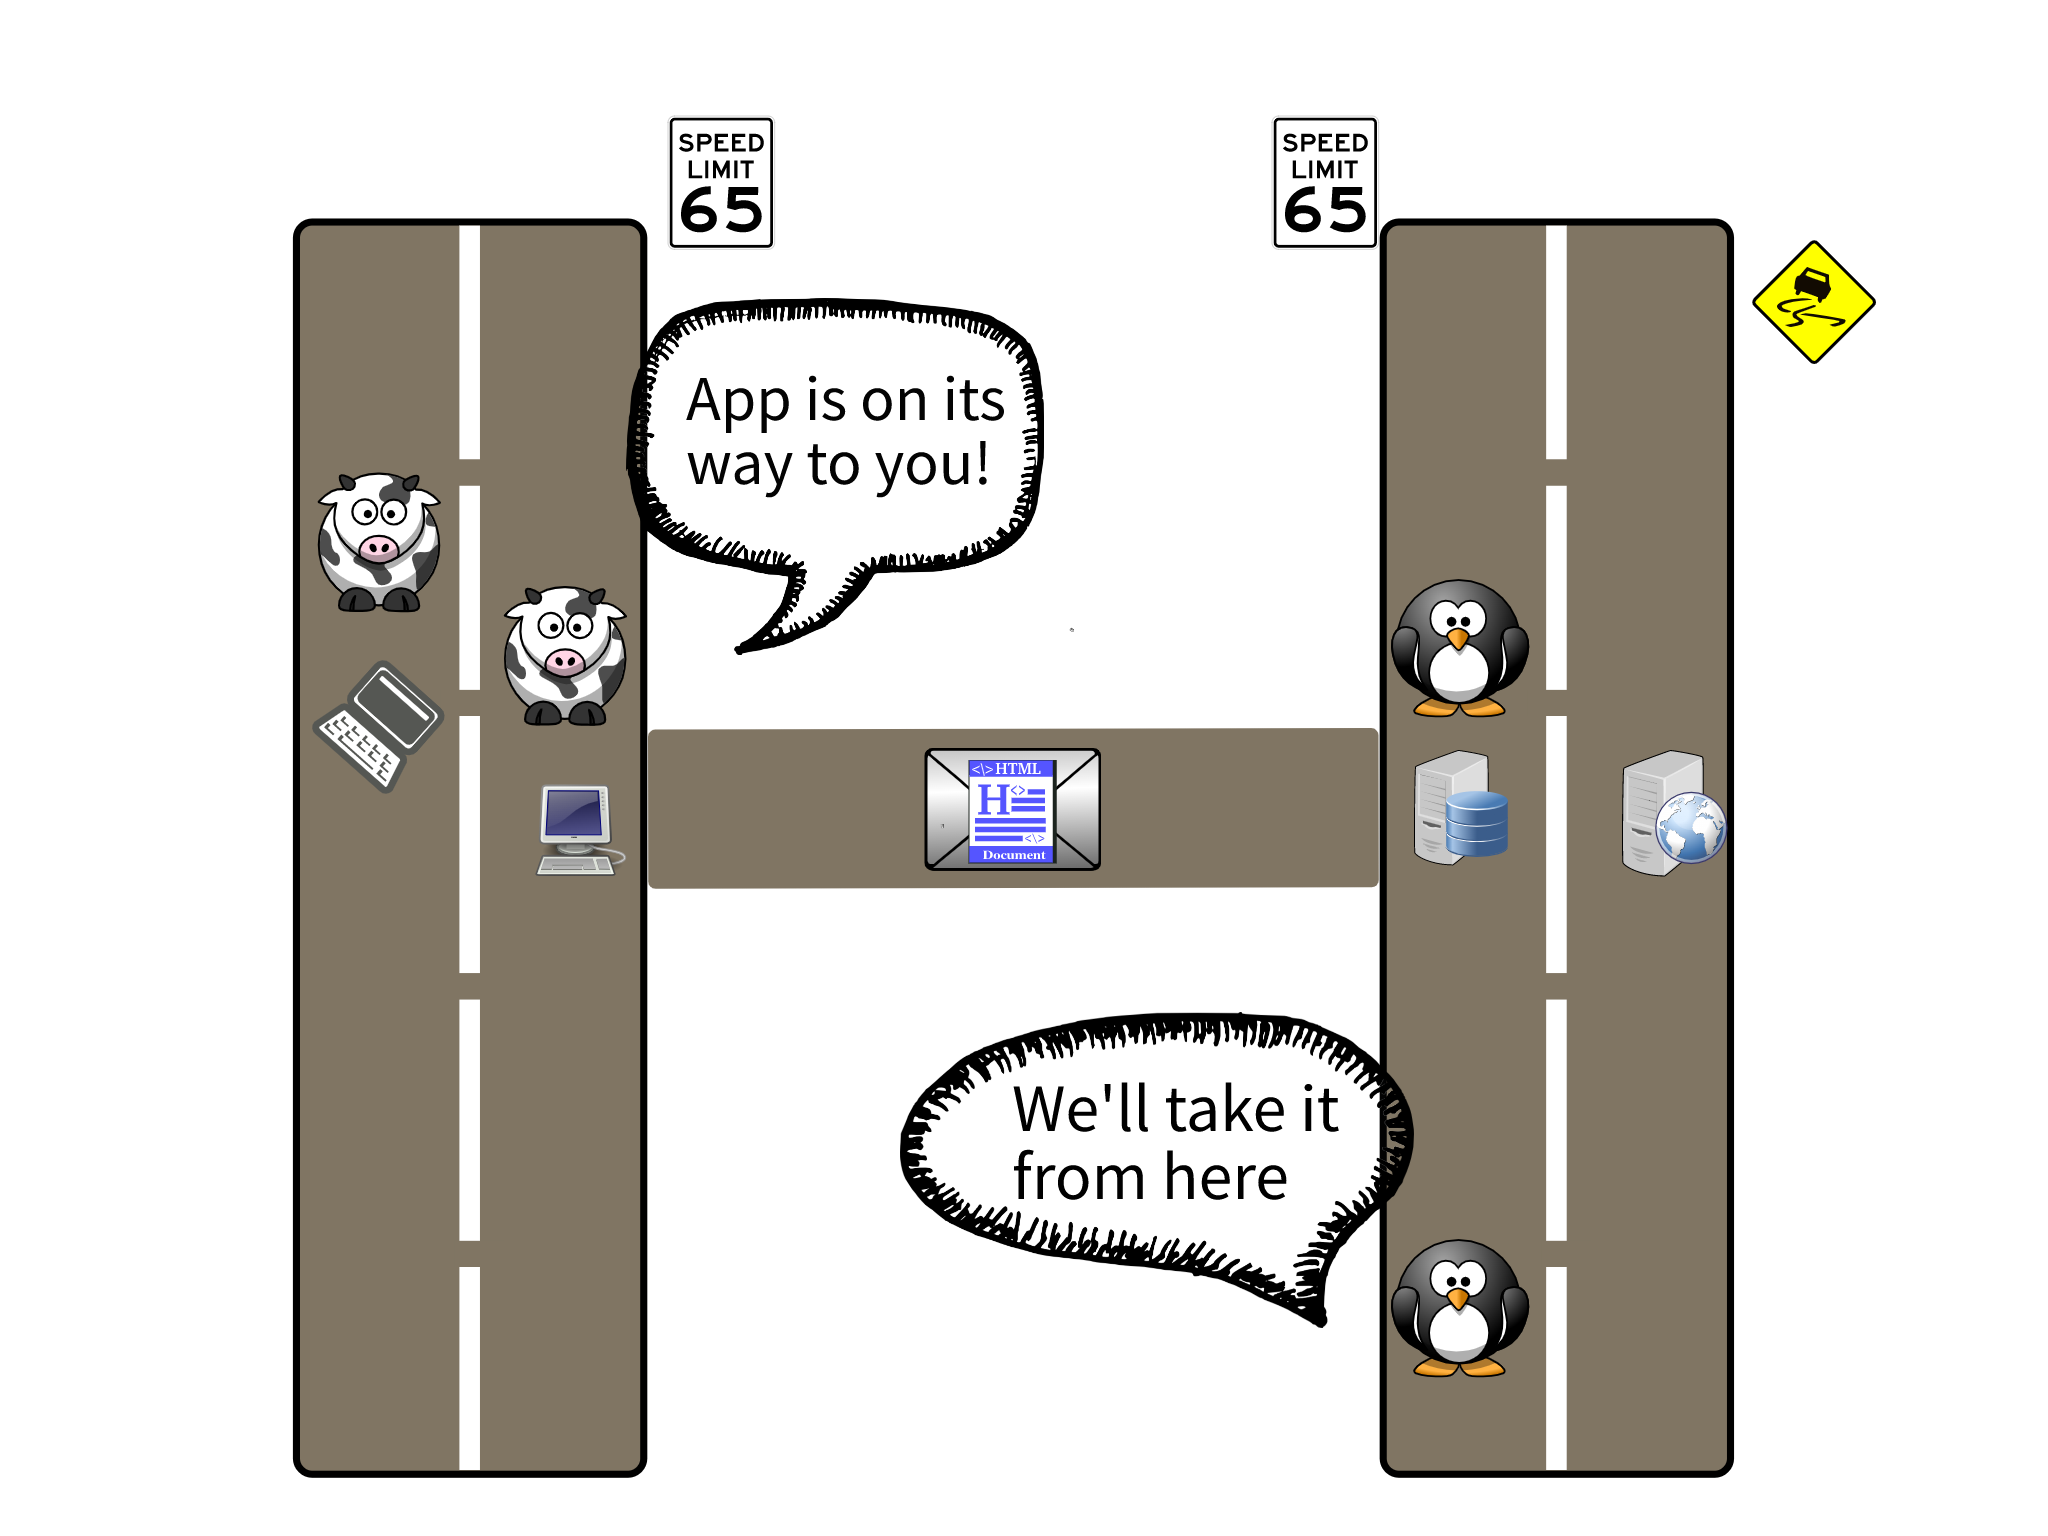 SPEED
LIMIT
65
SPEED
LIMIT
65
App is on its
way to you!
<\>HTML
H<>
<\>
Document
We'll take it
from here